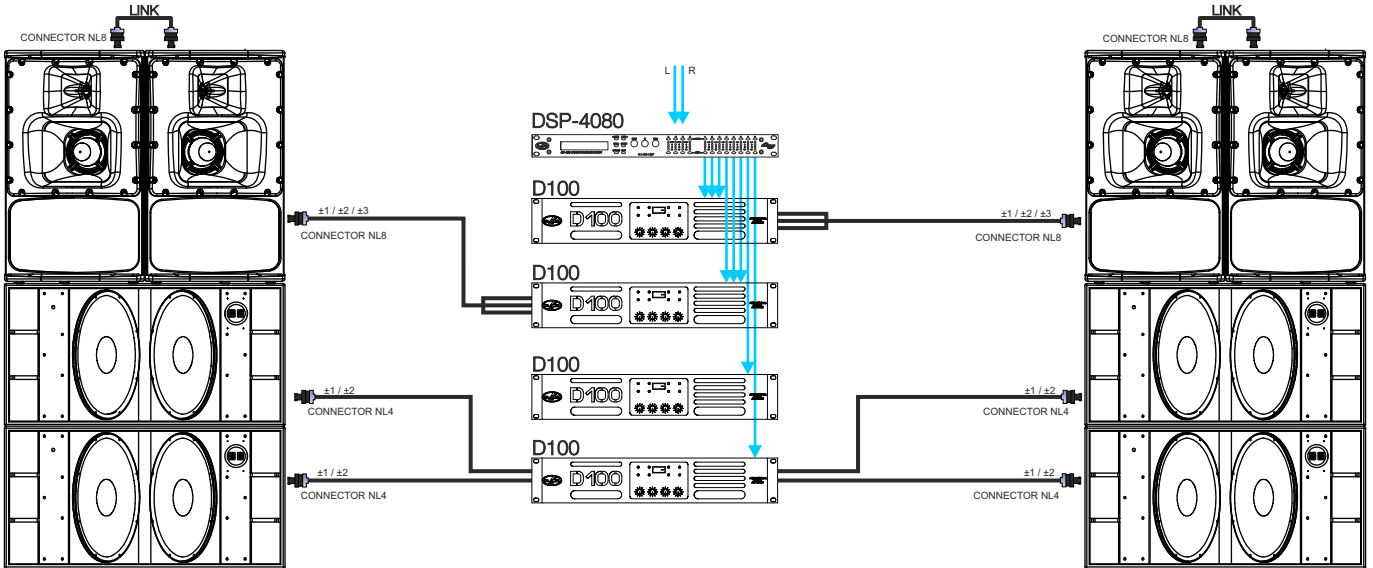 LINK
CONNECTOR NL8
LINK
CONNECTOR NL8
L R
DSP-4080
D100
D100
±1 / ±2 / ±3
CONNECTOR NL8
±1 / ±2 / ±3
CONNECTOR NL8
D100
D100
D100
D100
±1 / ±2
CONNECTOR NL4
±1 / ±2
CONNECTOR NL4
D100
D100
±1 / ±2
CONNECTOR NL4
±1 / ±2
CONNECTOR NL4